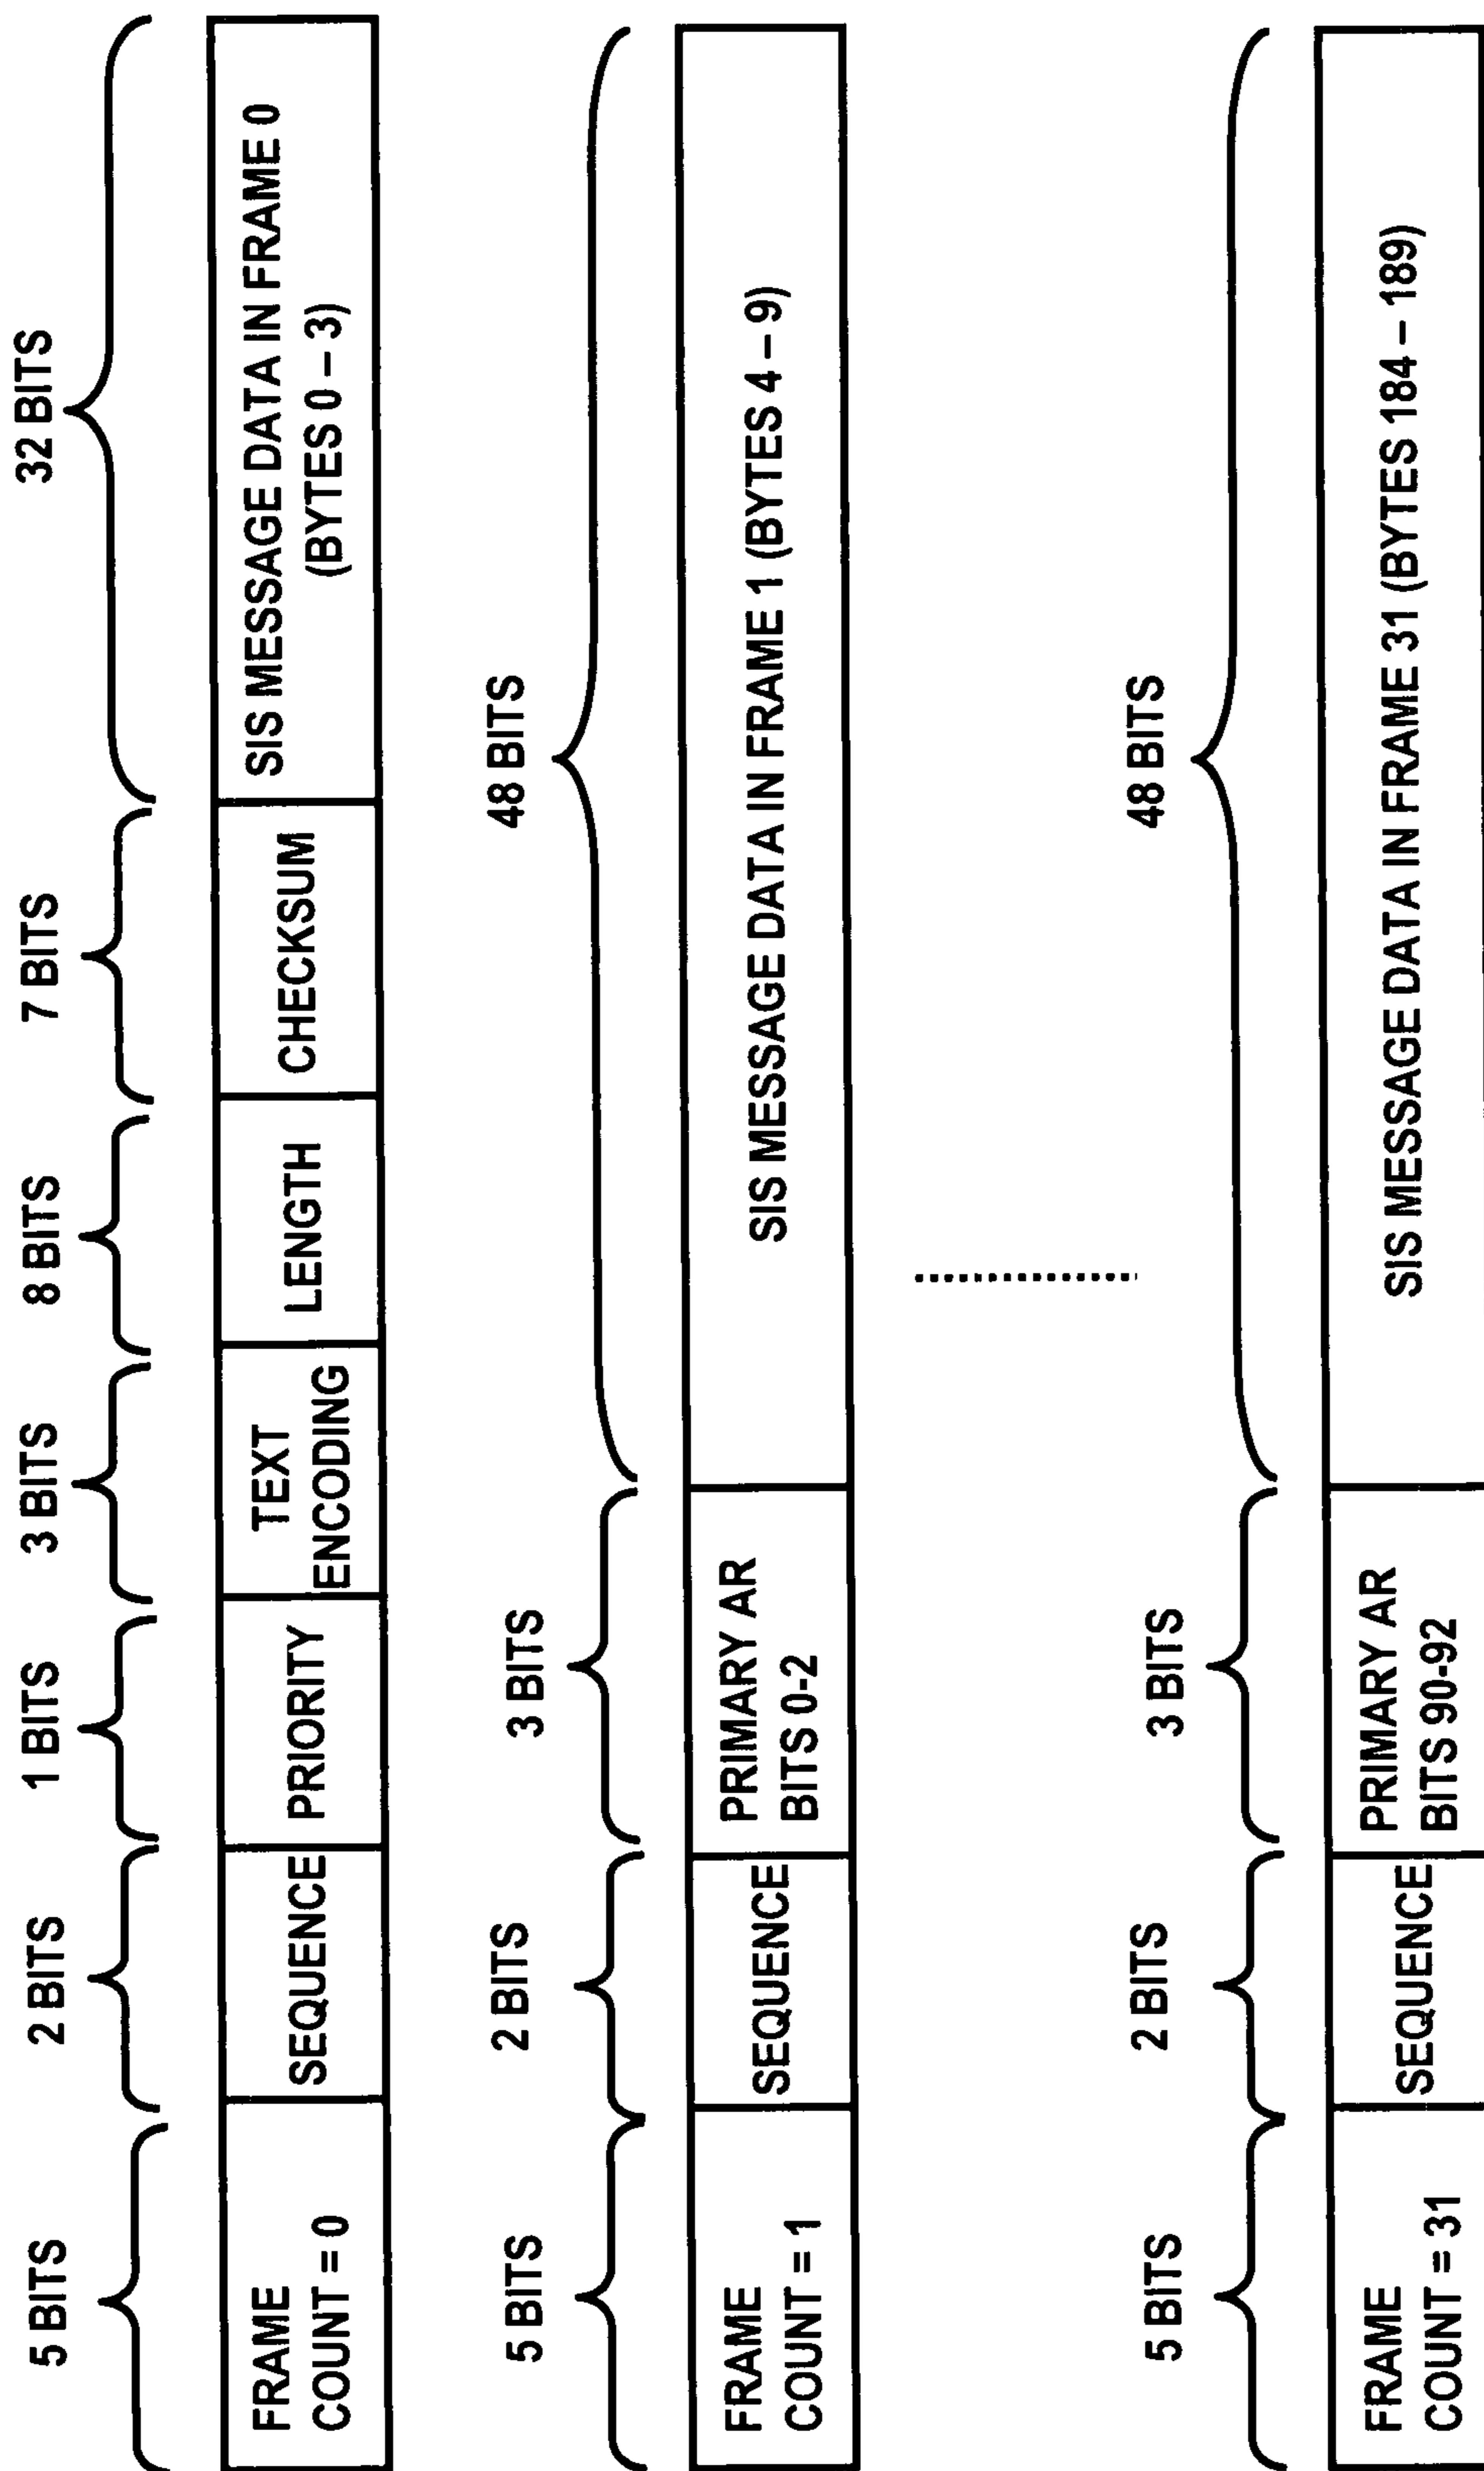 5 BITS
2 BITS
1 BITS
3 BITS
8 BITS
7 BITS
32 BITS
FRAME
COUNT = 0
SEQUENCE
PRIORITY
TEXT
ENCODING
LENGTH
CHECKSUM
SIS MESSAGE DATA IN FRAME 0
(BYTES 0 – 3)
5 BITS
2 BITS
3 BITS
48 BITS
FRAME
COUNT = 1
SEQUENCE
PRIMARY AR
BITS 0-2
SIS MESSAGE DATA IN FRAME 1 (BYTES 4 – 9)
5 BITS
2 BITS
3 BITS
48 BITS
FRAME
COUNT = 31
SEQUENCE
PRIMARY AR
BITS 90-92
SIS MESSAGE DATA IN FRAME 31 (BYTES 184 – 189)